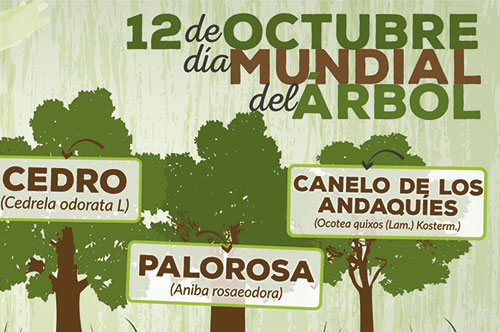 12 de OCTUBRE
día MUNDIAL
del ÁRBOL
CEDRO
(Cedrela odorata L)
PALOROSA
(Aniba rosaeodora)
CANELO DE LOS
ANDAQUÍES
(Ocotea quixos (Lam.) Kosterm.)